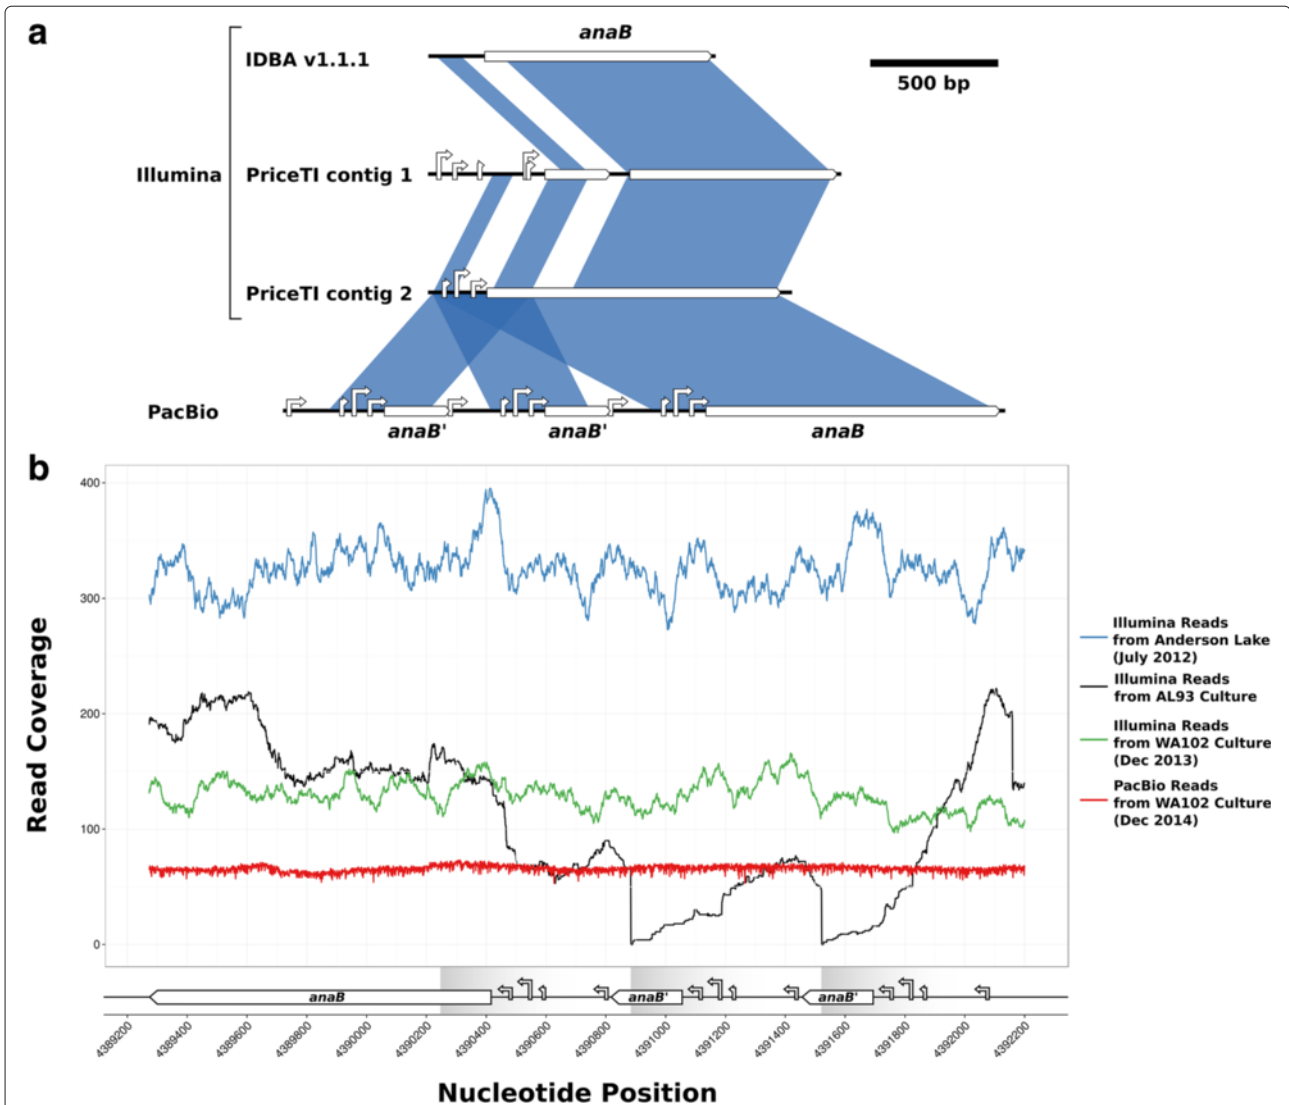 a
anaB
IDBA v1.1.1
500 bp
Illumina
PriceTI contig 1
PriceTI contig 2
PacBio
anaB'
anaB'
anaB
b
400
300
200
100
0
Read Coverage
Illumina Reads
from Anderson Lake
(July 2012)
Illumina Reads
from AL93 Culture
Illumina Reads
from WA102 Culture
(Dec 2013)
PacBio Reads
from WA102 Culture
(Dec 2014)
anaB
anaB'
anaB'
4389200
4389400
4389600
4389800
4390000
4390200
4390400
4390600
4390800
4391000
4391200
4391400
4391600
4391800
4392000
4392200
Nucleotide Position